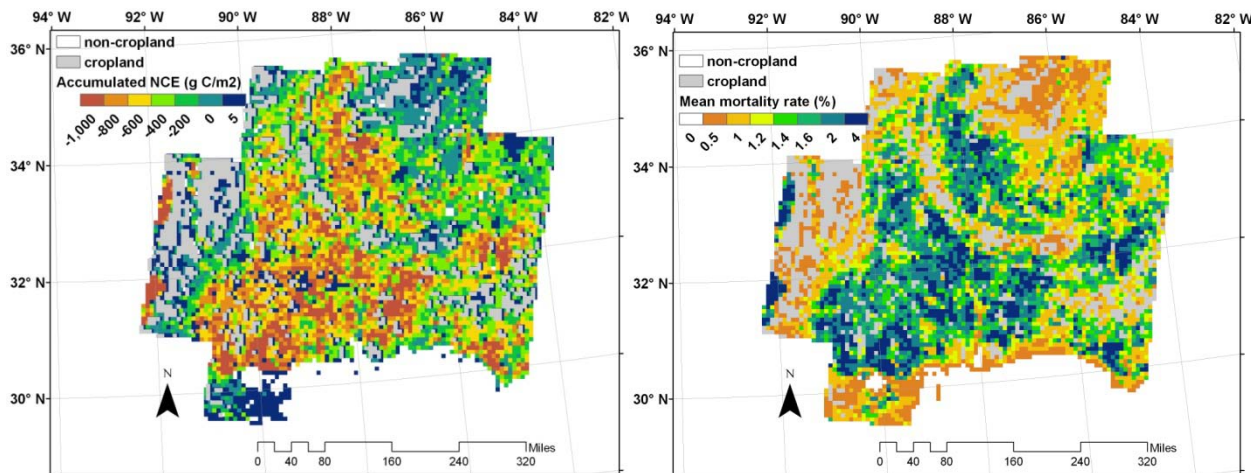 94° W 92°W 90°W 88°W 86°W 84°W 82°W
36° N
34° N
32° N
30° N
non-cropland
cropland
Accumulated NCE (g C/m2)
-1,000 -800 -600 -400 -200 0 5
N
Miles
0 40 80 160 240 320
94°W 92°W 90°W 88°W 86°W 84°W 82°W
36° N
34° N
32° N
30° N
non-cropland
cropland
Mean mortality rate (%)
0 0.5 1 1.2 1.4 1.6 2 4
N
Miles
0 40 80 160 240 320